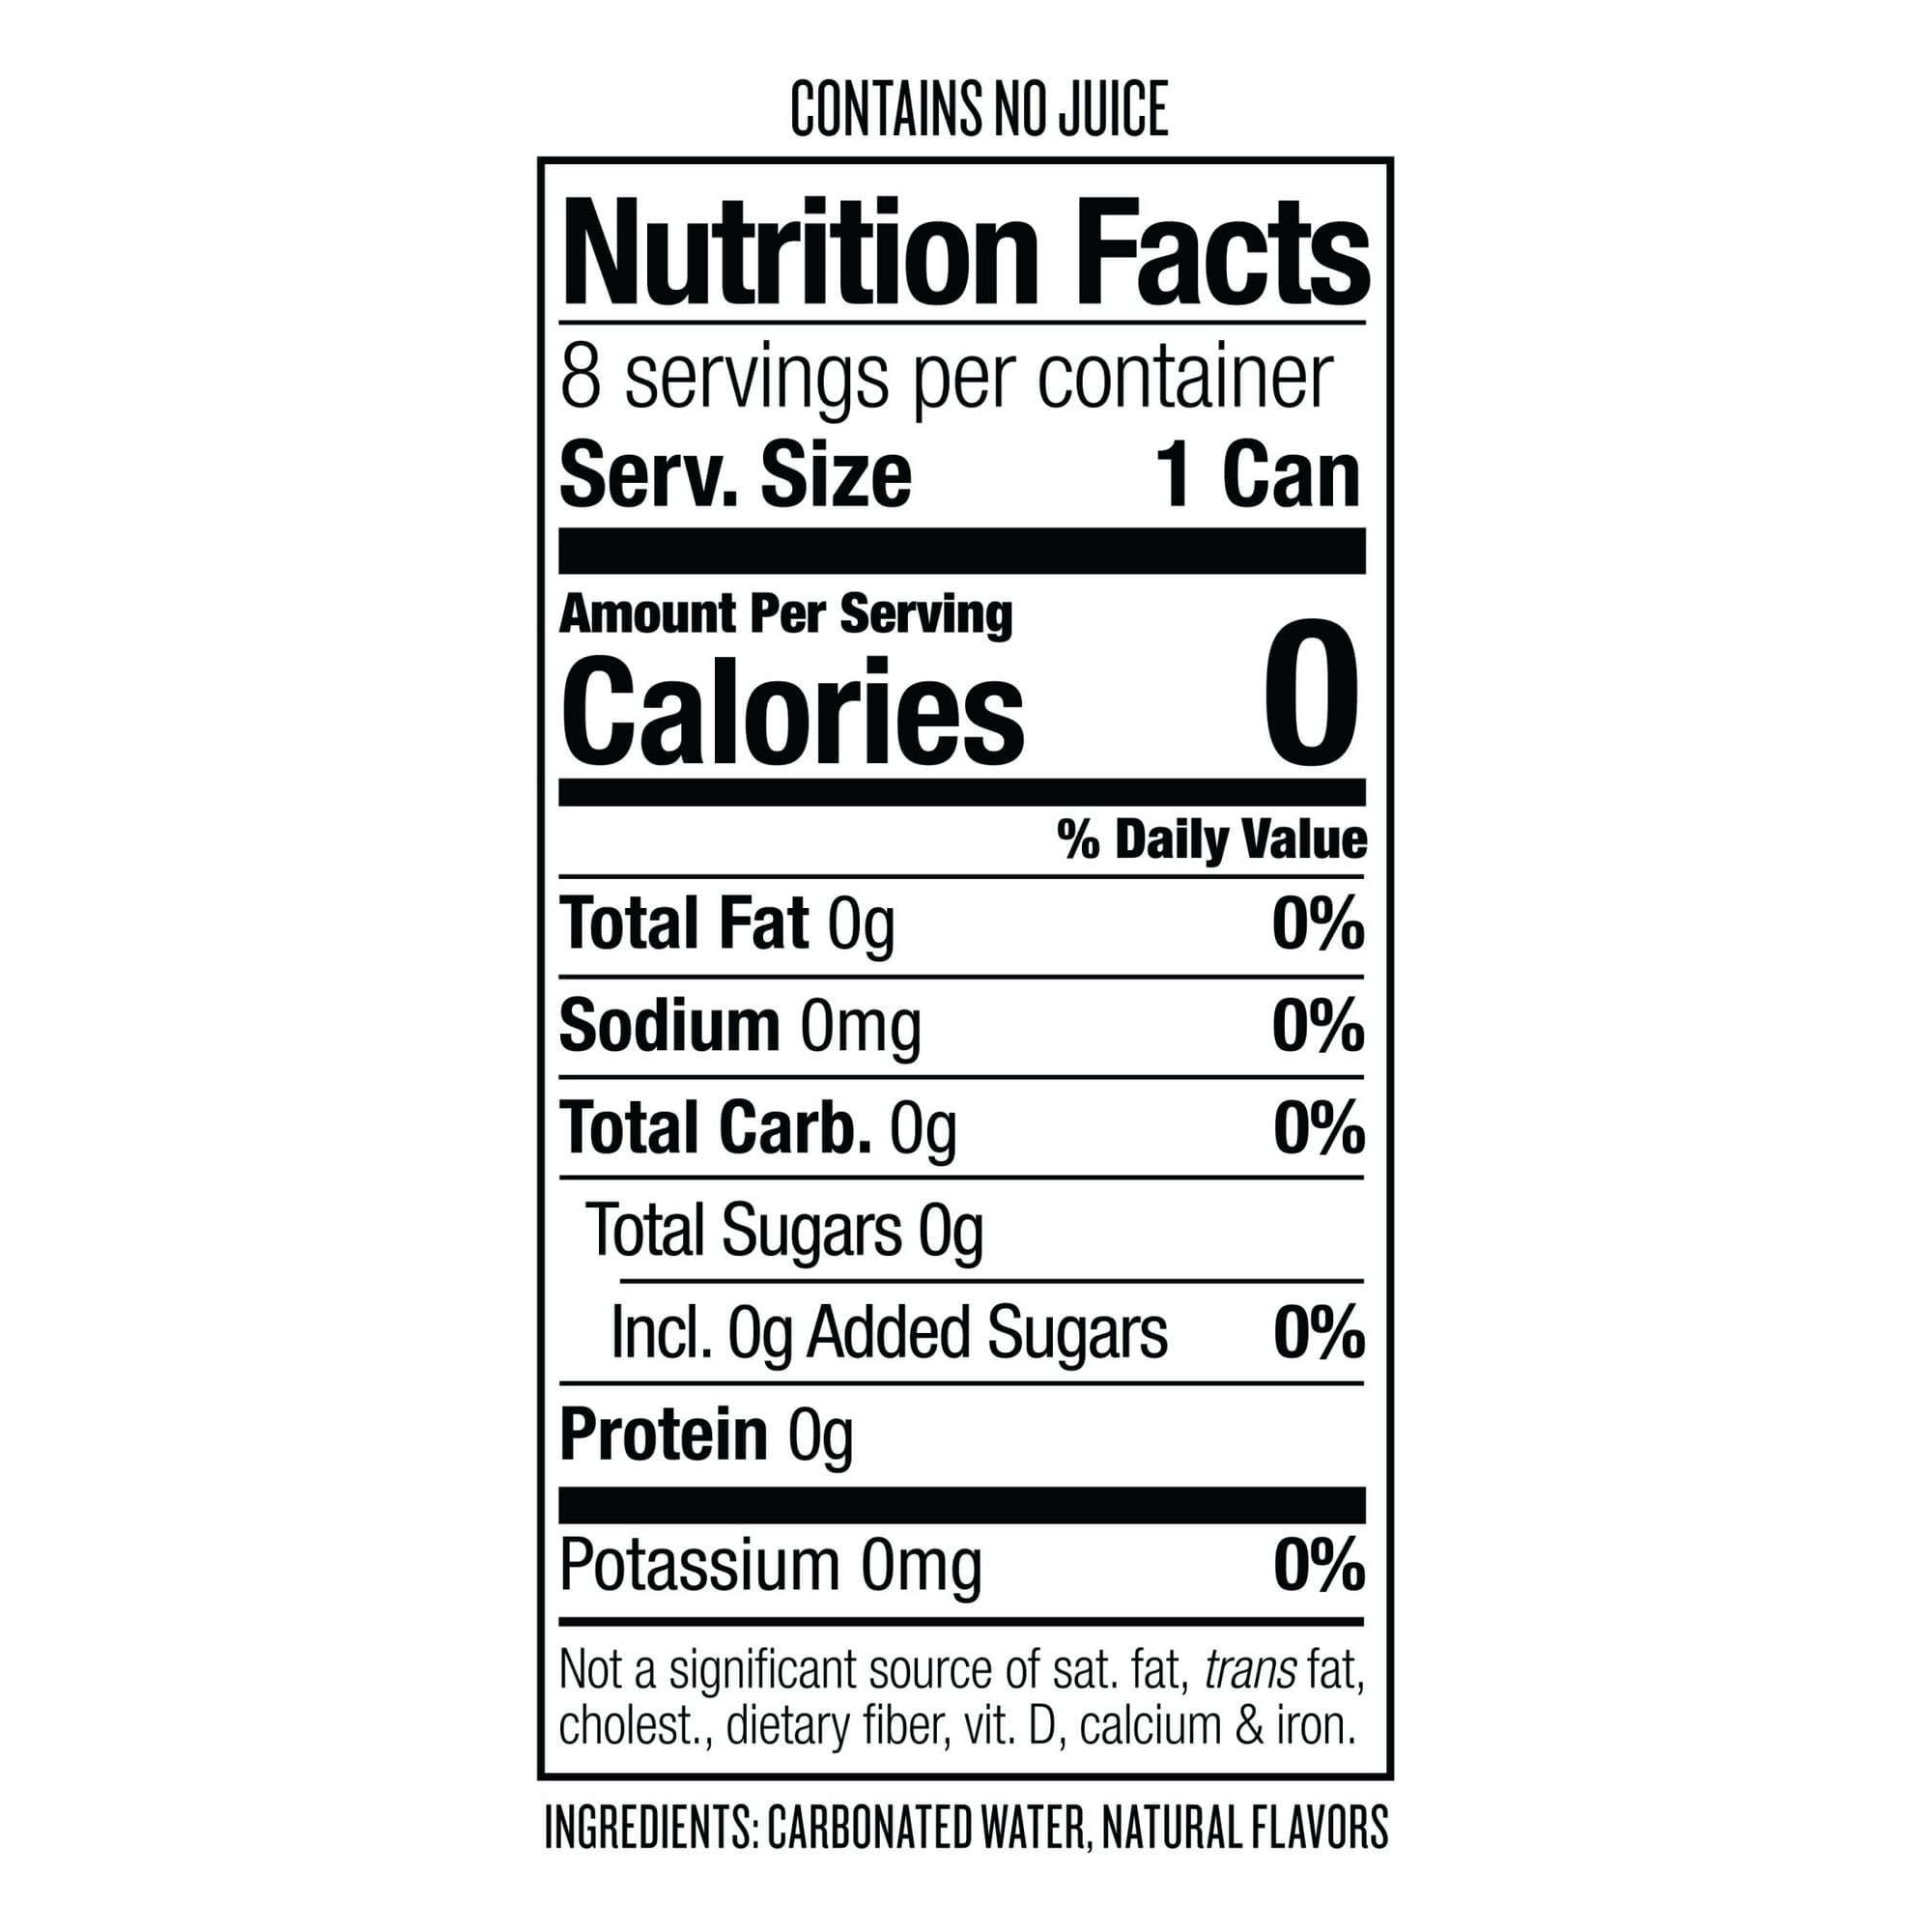 CONTAINS NO JUICE
Nutrition Facts
8 servings per container
Serv. Size 1 Can
Amount Per Serving
Calories 0
% Daily Value
Total Fat 0g 0%
Sodium 0mg 0%
Total Carb. 0g 0%
Total Sugars 0g
Incl. 0g Added Sugars 0%
Protein 0g
Potassium 0mg 0%
Not a significant source of sat. fat, trans fat,
cholest., dietary fiber, vit. D, calcium & iron.
INGREDIENTS: CARBONATED WATER, NATURAL FLAVORS